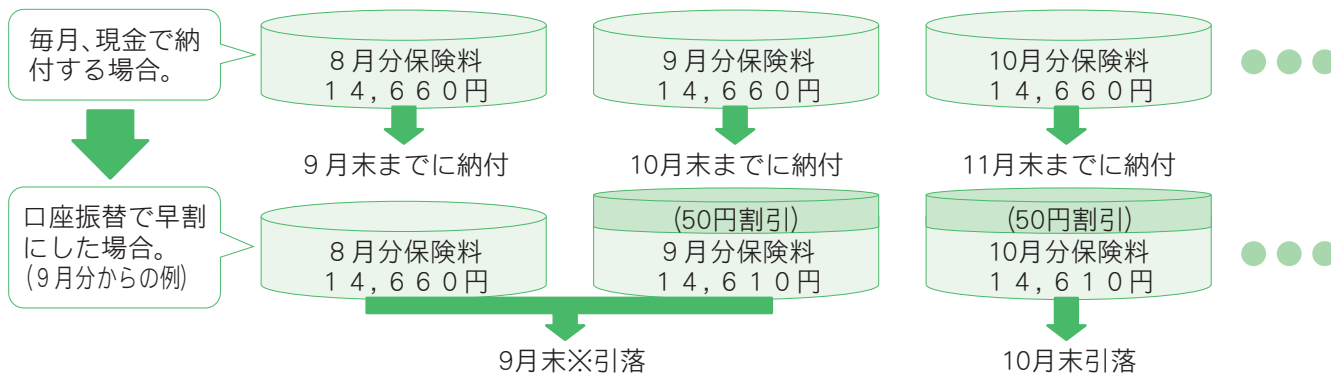 毎月、現金で納
付する場合。
８月分保険料
１４,６６０円
９月分保険料
１４,６６０円
10月分保険料
１４,６６０円
９月末までに納付
10月末までに納付
11月末までに納付
口座振替で早割
にした場合。
(９月分からの例)
８月分保険料
１４,６６０円
(50円割引)
９月分保険料
１４,６１０円
(50円割引)
10月分保険料
１４,６１０円
9月末※引落
10月末引落